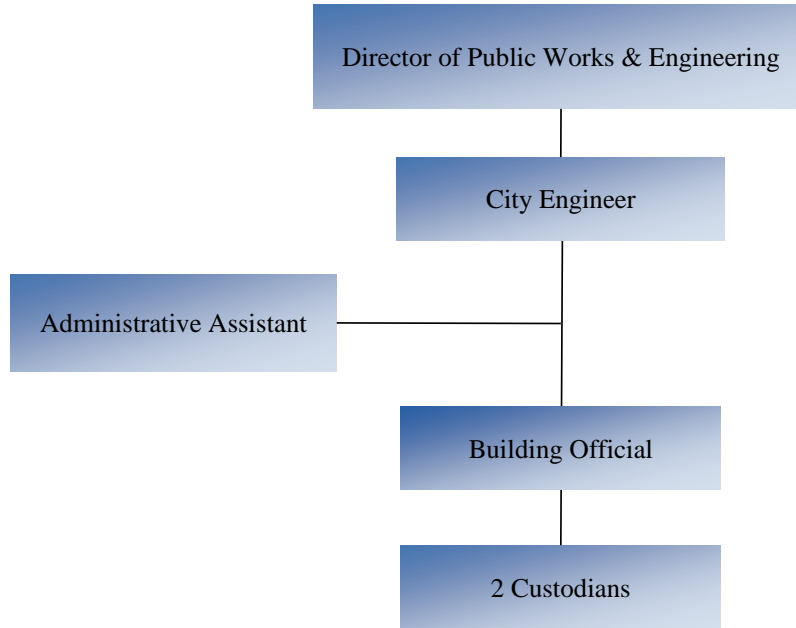 Director of Public Works & Engineering
City Engineer
Administrative Assistant
Building Official
2 Custodians